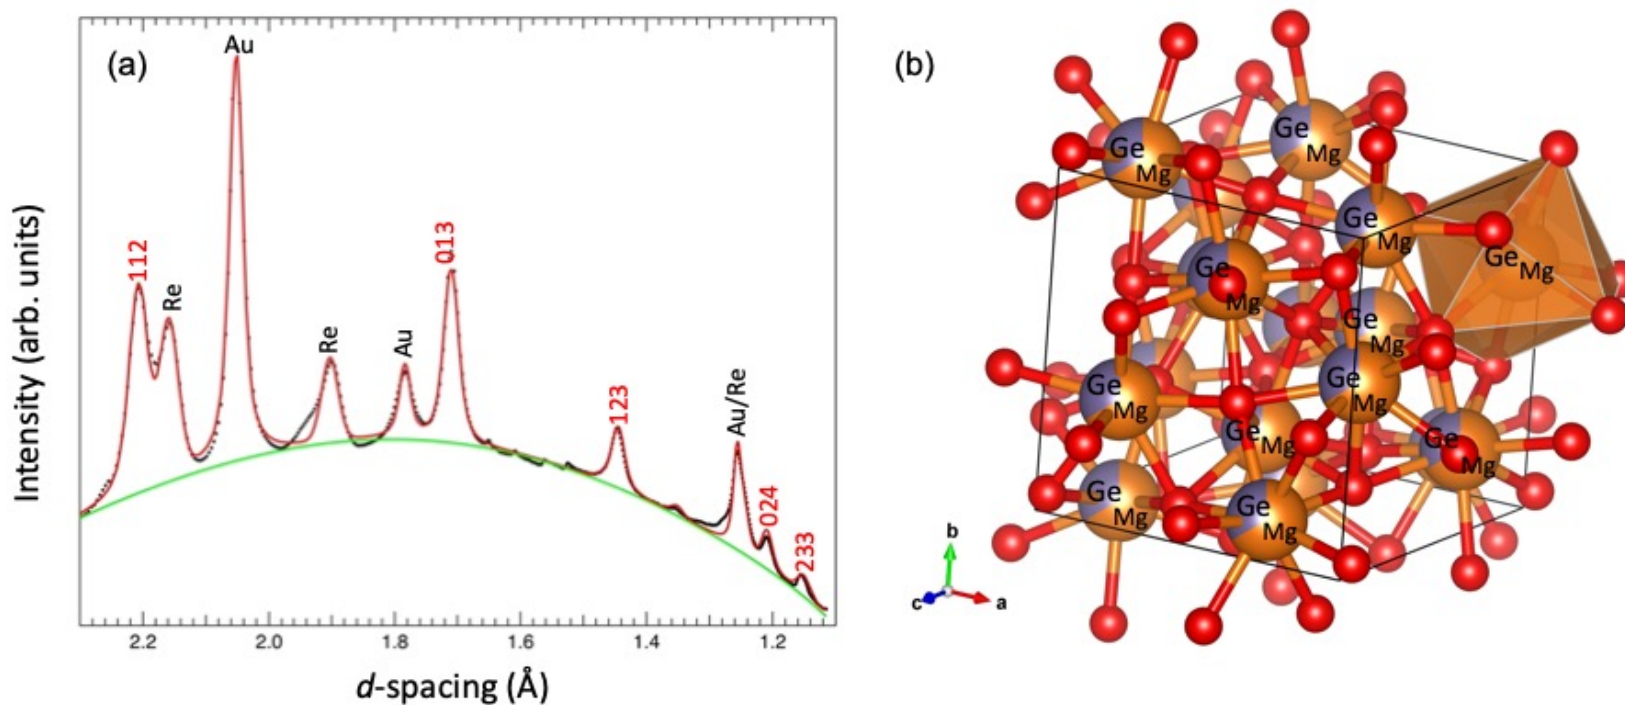 (a)
Intensity (arb. units)
112
Re
Au
Re
Au
013
123
Au/Re
024
233
2.2 2.0 1.8 1.6 1.4 1.2
d-spacing (Å)
(b)
Ge Mg
Ge Mg
Ge Mg
Ge Mg
Ge Mg
Ge Mg
Ge Mg
Ge Mg
Ge Mg
Ge Mg
Ge Mg
Ge Mg
b
c
a